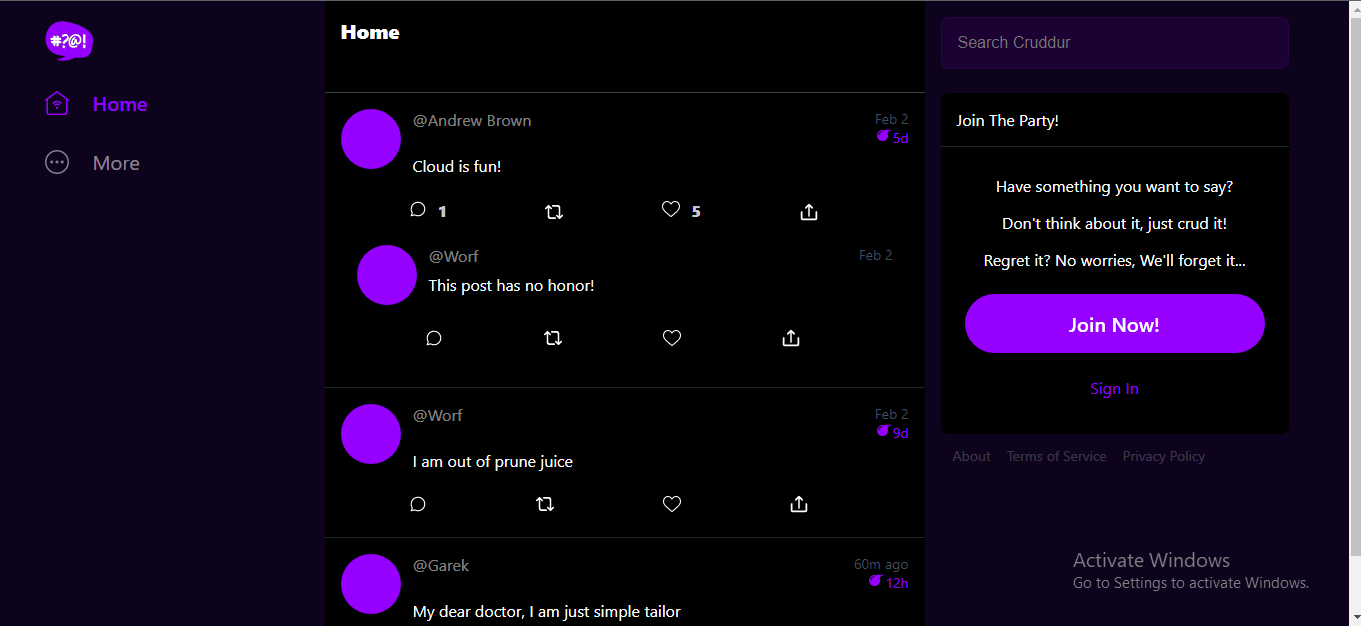 #?@!
Home
More
Home
@Andrew Brown
Feb 2
5d
Cloud is fun!
1
5
@Worf
Feb 2
This post has no honor!
@Worf
Feb 2
9d
I am out of prune juice
@Garek
60m ago
12h
My dear doctor, I am just simple tailor
Search Cruddur
Join The Party!
Have something you want to say?
Don't think about it, just crud it!
Regret it? No worries, We'll forget it...
Join Now!
Sign In
About Terms of Service Privacy Policy
Activate Windows
Go to Settings to activate Windows.